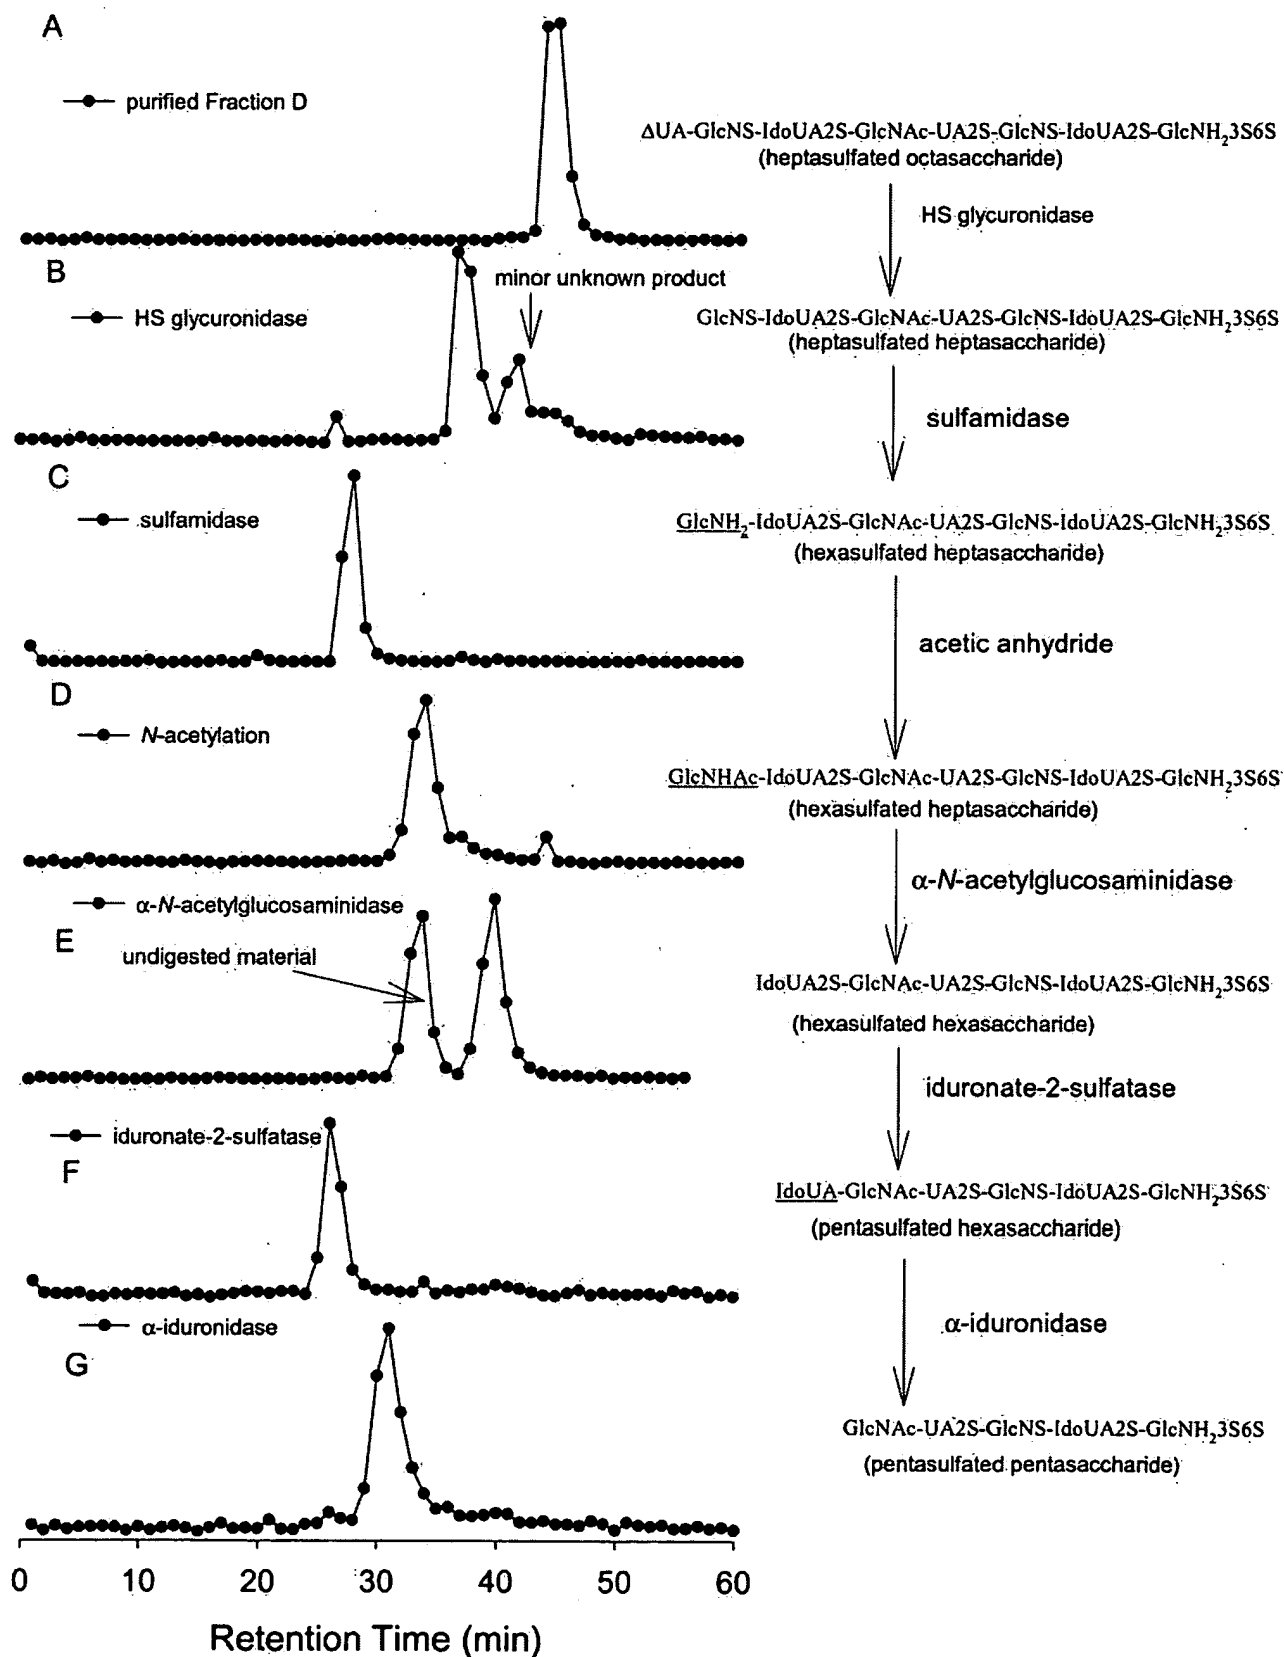 A
purified Fraction D
ΔUA-GlcNS-IdoUA2S-GlcNAc-UA2S-GlcNS-IdoUA2S-GlcNH₂3S6S
(heptasulfated octasaccharide)
HS glycuronidase
B
HS glycuronidase
minor unknown product
GlcNS-IdoUA2S-GlcNAc-UA2S-GlcNS-IdoUA2S-GlcNH₂3S6S
(heptasulfated heptasaccharide)
sulfamidase
C
sulfamidase
GlcNH₂-IdoUA2S-GlcNAc-UA2S-GlcNS-IdoUA2S-GlcNH₂3S6S
(hexasulfated heptasaccharide)
acetic anhydride
D
N-acetylation
GlcNHAc-IdoUA2S-GlcNAc-UA2S-GlcNS-IdoUA2S-GlcNH₂3S6S
(hexasulfated heptasaccharide)
α-N-acetylglucosaminidase
α-N-acetylglucosaminidase
E
undigested material
IdoUA2S-GlcNAc-UA2S-GlcNS-IdoUA2S-GlcNH₂3S6S
(hexasulfated hexasaccharide)
iduronate-2-sulfatase
iduronate-2-sulfatase
F
IdoUA-GlcNAc-UA2S-GlcNS-IdoUA2S-GlcNH₂3S6S
(pentasulfated hexasaccharide)
α-iduronidase
α-iduronidase
G
GlcNAc-UA2S-GlcNS-IdoUA2S-GlcNH₂3S6S
(pentasulfated pentasaccharide)
0 10 20 30 40 50 60
Retention Time (min)